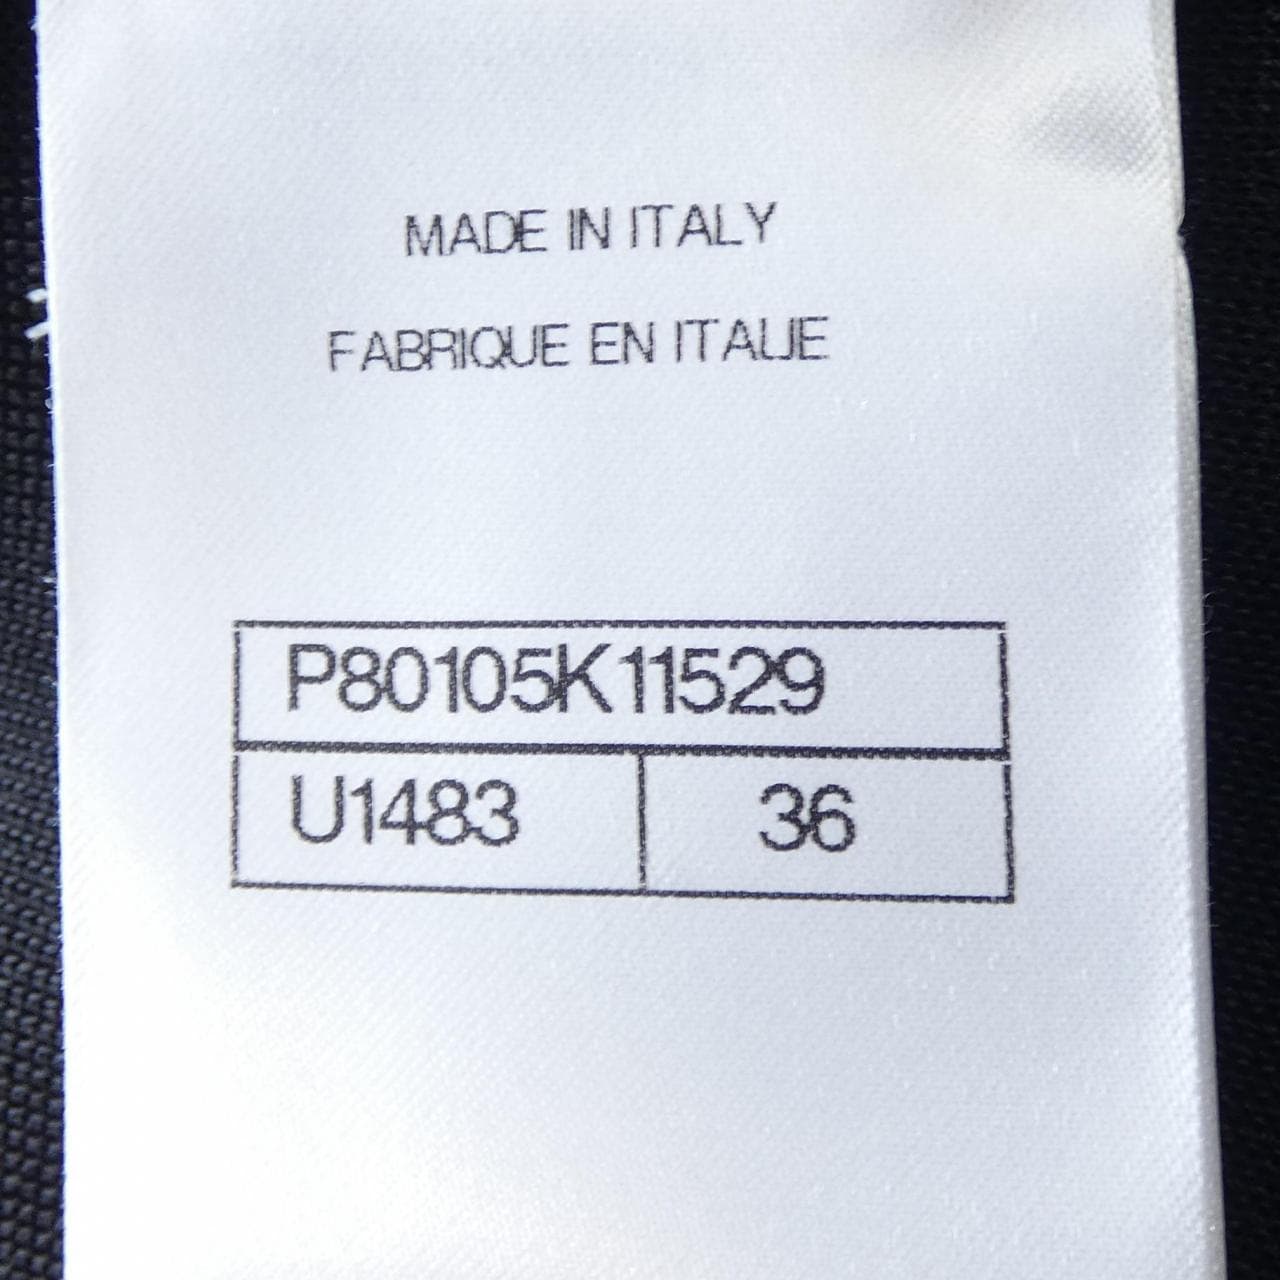 MADE IN ITALY
FABRIQUE EN ITALIE
P80105K11529
U1483 36